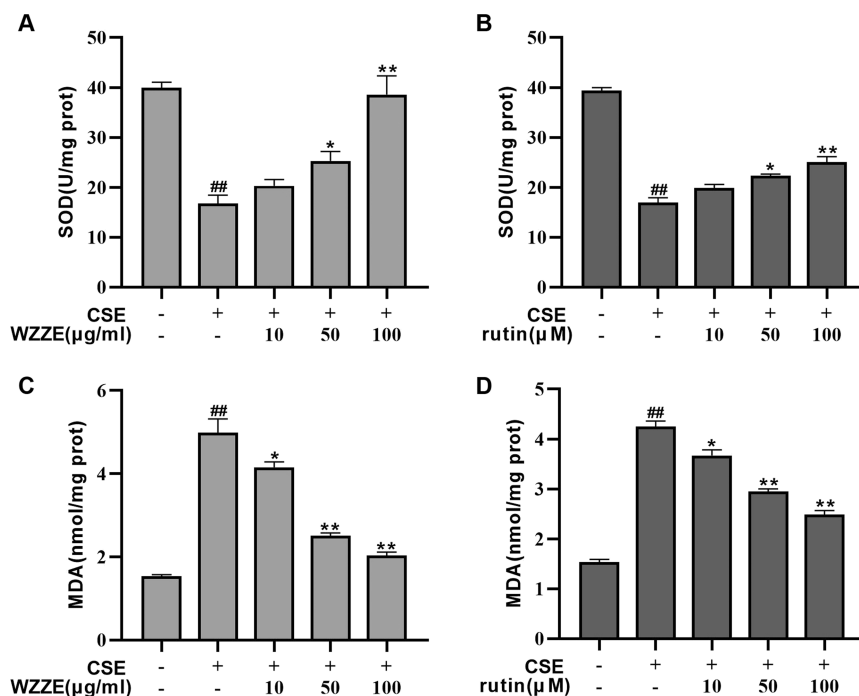 A
SOD(U/mg prot)
50
40
30
20
10
0
##
*
**
CSE - + + + +
WZZE(μg/ml) - - 10 50 100
B
SOD(U/mg prot)
50
40
30
20
10
0
##
*
**
CSE - + + + +
rutin(μM) - - 10 50 100
C
MDA(nmol/mg prot)
6
4
2
0
##
*
**
**
CSE - + + + +
WZZE(μg/ml) - - 10 50 100
D
MDA(nmol/mg prot)
5
4
3
2
1
0
##
*
**
**
CSE - + + + +
rutin(μM) - - 10 50 100